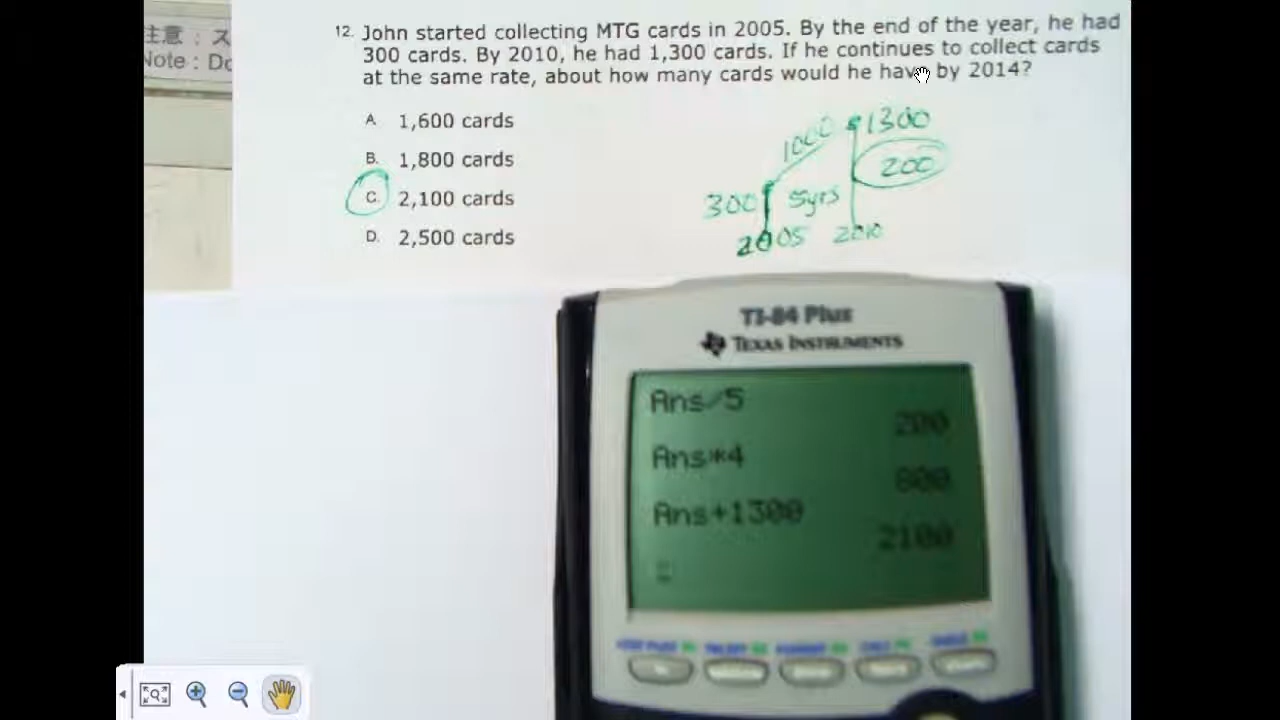 注意：ス
Note : Do
12. John started collecting MTG cards in 2005. By the end of the year, he had
300 cards. By 2010, he had 1,300 cards. If he continues to collect cards
at the same rate, about how many cards would he have by 2014?
A. 1,600 cards
B. 1,800 cards
C. 2,100 cards
D. 2,500 cards
1000
1300
200
300
5yrs
2005 2010
TI-84 Plus
TEXAS INSTRUMENTS
Ans/5
200
Ans*4
800
Ans+1300
2100